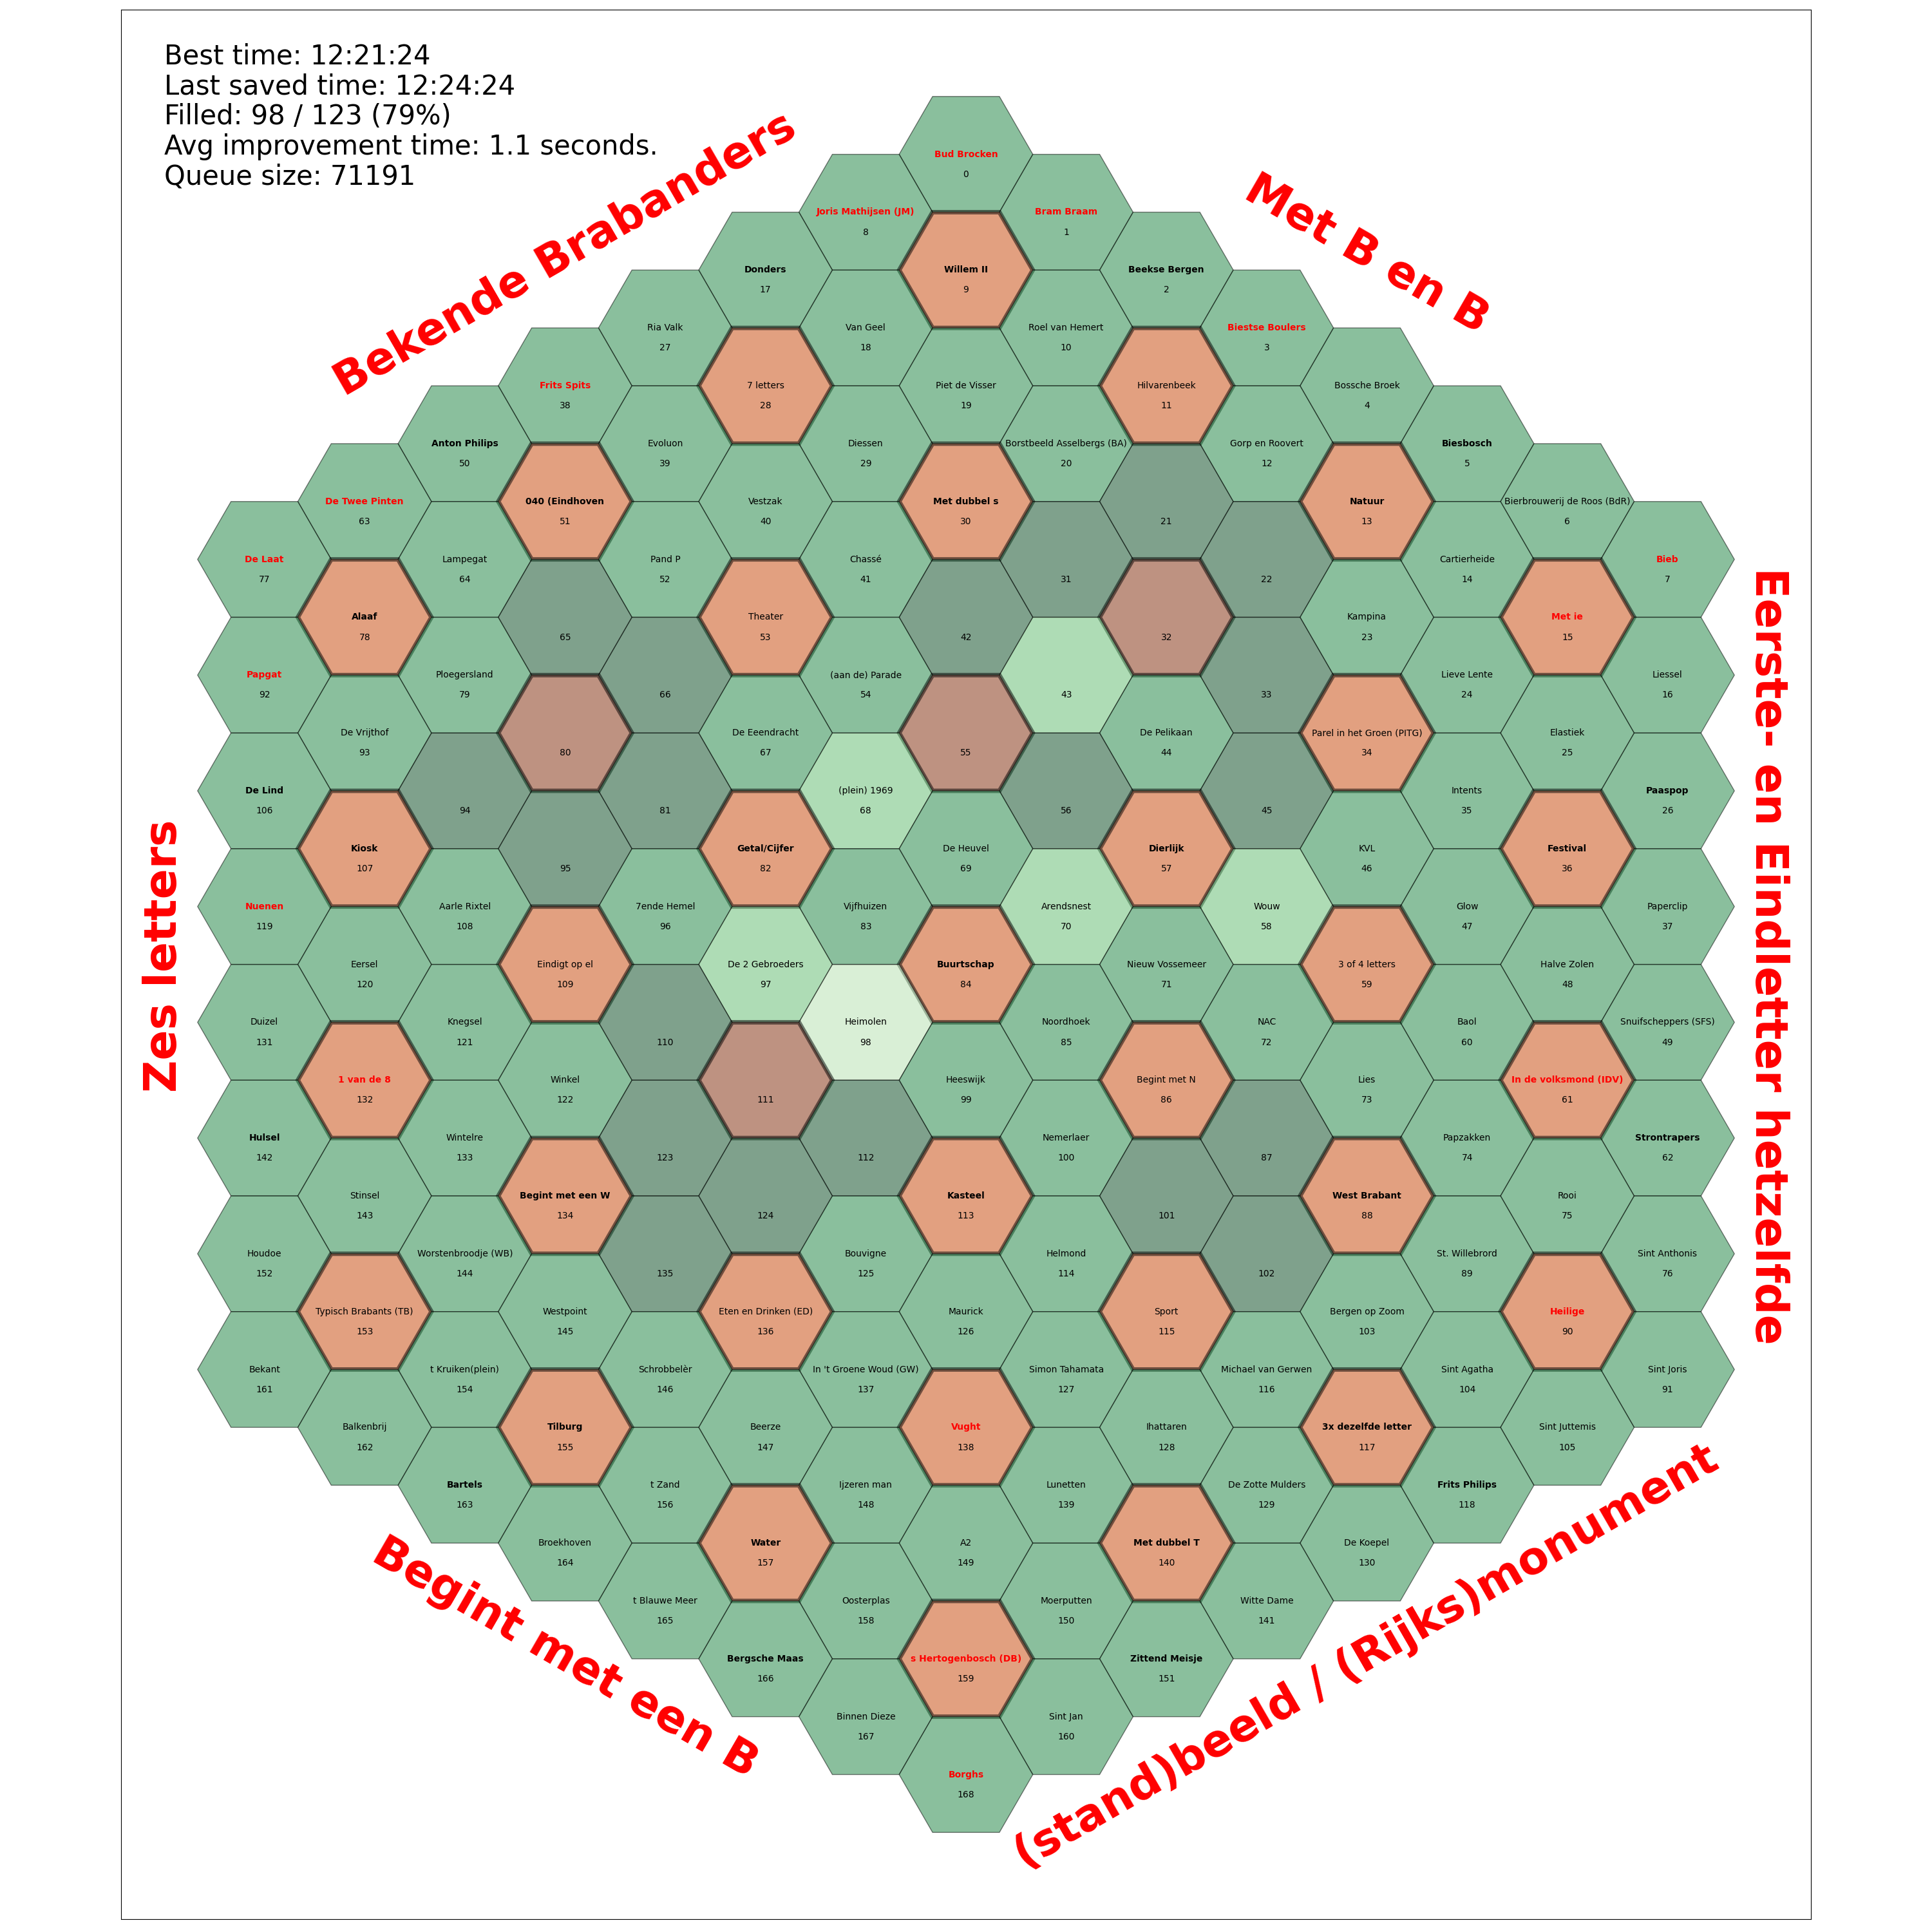 Best time: 12:21:24
Last saved time: 12:24:24
Filled: 98 / 123 (79%)
Avg improvement time: 1.1 seconds.
Queue size: 71191
Bekende Brabanders
Met B en B
Eerste- en Eindletter hetzelfde
Zes letters
Begint met een B
(stand)beeld / (Rijks)monument
Bud Brocken
0
Bram Braam
1
Beekse Bergen
2
Biestse Boulers
3
Bossche Broek
4
Biesbosch
5
Bierbrouwerij de Roos (BdR)
6
Bieb
7
Joris Mathijsen (JM)
8
Willem II
9
Roel van Hemert
10
Hilvarenbeek
11
Gorp en Roovert
12
Natuur
13
Cartierheide
14
Met ie
15
Liessel
16
Donders
17
Van Geel
18
Piet de Visser
19
Borstbeeld Asselbergs (BA)
20
21
22
Kampina
23
Lieve Lente
24
Elastiek
25
Paaspop
26
Ria Valk
27
7 letters
28
Diessen
29
Met dubbel s
30
31
32
33
Parel in het Groen (PITG)
34
Intents
35
Festival
36
Paperclip
37
Frits Spits
38
Evoluon
39
Vestzak
40
Chassé
41
42
43
De Pelikaan
44
45
KVL
46
Glow
47
Halve Zolen
48
Snuifscheppers (SFS)
49
Anton Philips
50
040 (Eindhoven
51
Pand P
52
Theater
53
(aan de) Parade
54
55
56
Dierlijk
57
Wouw
58
3 of 4 letters
59
Baol
60
In de volksmond (IDV)
61
Strontrapers
62
De Twee Pinten
63
Lampegat
64
65
66
De Eeendracht
67
(plein) 1969
68
De Heuvel
69
Arendsnest
70
Nieuw Vossemeer
71
NAC
72
Lies
73
Papzakken
74
Rooi
75
Sint Anthonis
76
De Laat
77
Alaaf
78
Ploegersland
79
80
81
Getal/Cijfer
82
Vijfhuizen
83
Buurtschap
84
Noordhoek
85
Begint met N
86
87
West Brabant
88
St. Willebrord
89
Heilige
90
Sint Joris
91
Papgat
92
De Vrijthof
93
94
95
7ende Hemel
96
De 2 Gebroeders
97
Heimolen
98
Heeswijk
99
Nemerlaer
100
101
102
Bergen op Zoom
103
Sint Agatha
104
Sint Juttemis
105
De Lind
106
Kiosk
107
Aarle Rixtel
108
Eindigt op el
109
110
111
112
Kasteel
113
Helmond
114
Sport
115
Michael van Gerwen
116
3x dezelfde letter
117
Frits Philips
118
Nuenen
119
Eersel
120
Knegsel
121
Winkel
122
123
124
Bouvigne
125
Maurick
126
Simon Tahamata
127
Ihattaren
128
De Zotte Mulders
129
De Koepel
130
Duizel
131
1 van de 8
132
Wintelre
133
Begint met een W
134
135
Eten en Drinken (ED)
136
In 't Groene Woud (GW)
137
Vught
138
Lunetten
139
Met dubbel T
140
Witte Dame
141
Hulsel
142
Stinsel
143
Worstenbroodje (WB)
144
Westpoint
145
Schrobbelèr
146
Beerze
147
Ijzeren man
148
A2
149
Moerputten
150
Zittend Meisje
151
Houdoe
152
Typisch Brabants (TB)
153
t Kruiken(plein)
154
Tilburg
155
t Zand
156
Water
157
Oosterplas
158
s Hertogenbosch (DB)
159
Sint Jan
160
Bekant
161
Balkenbrij
162
Bartels
163
Broekhoven
164
t Blauwe Meer
165
Bergsche Maas
166
Binnen Dieze
167
Borghs
168